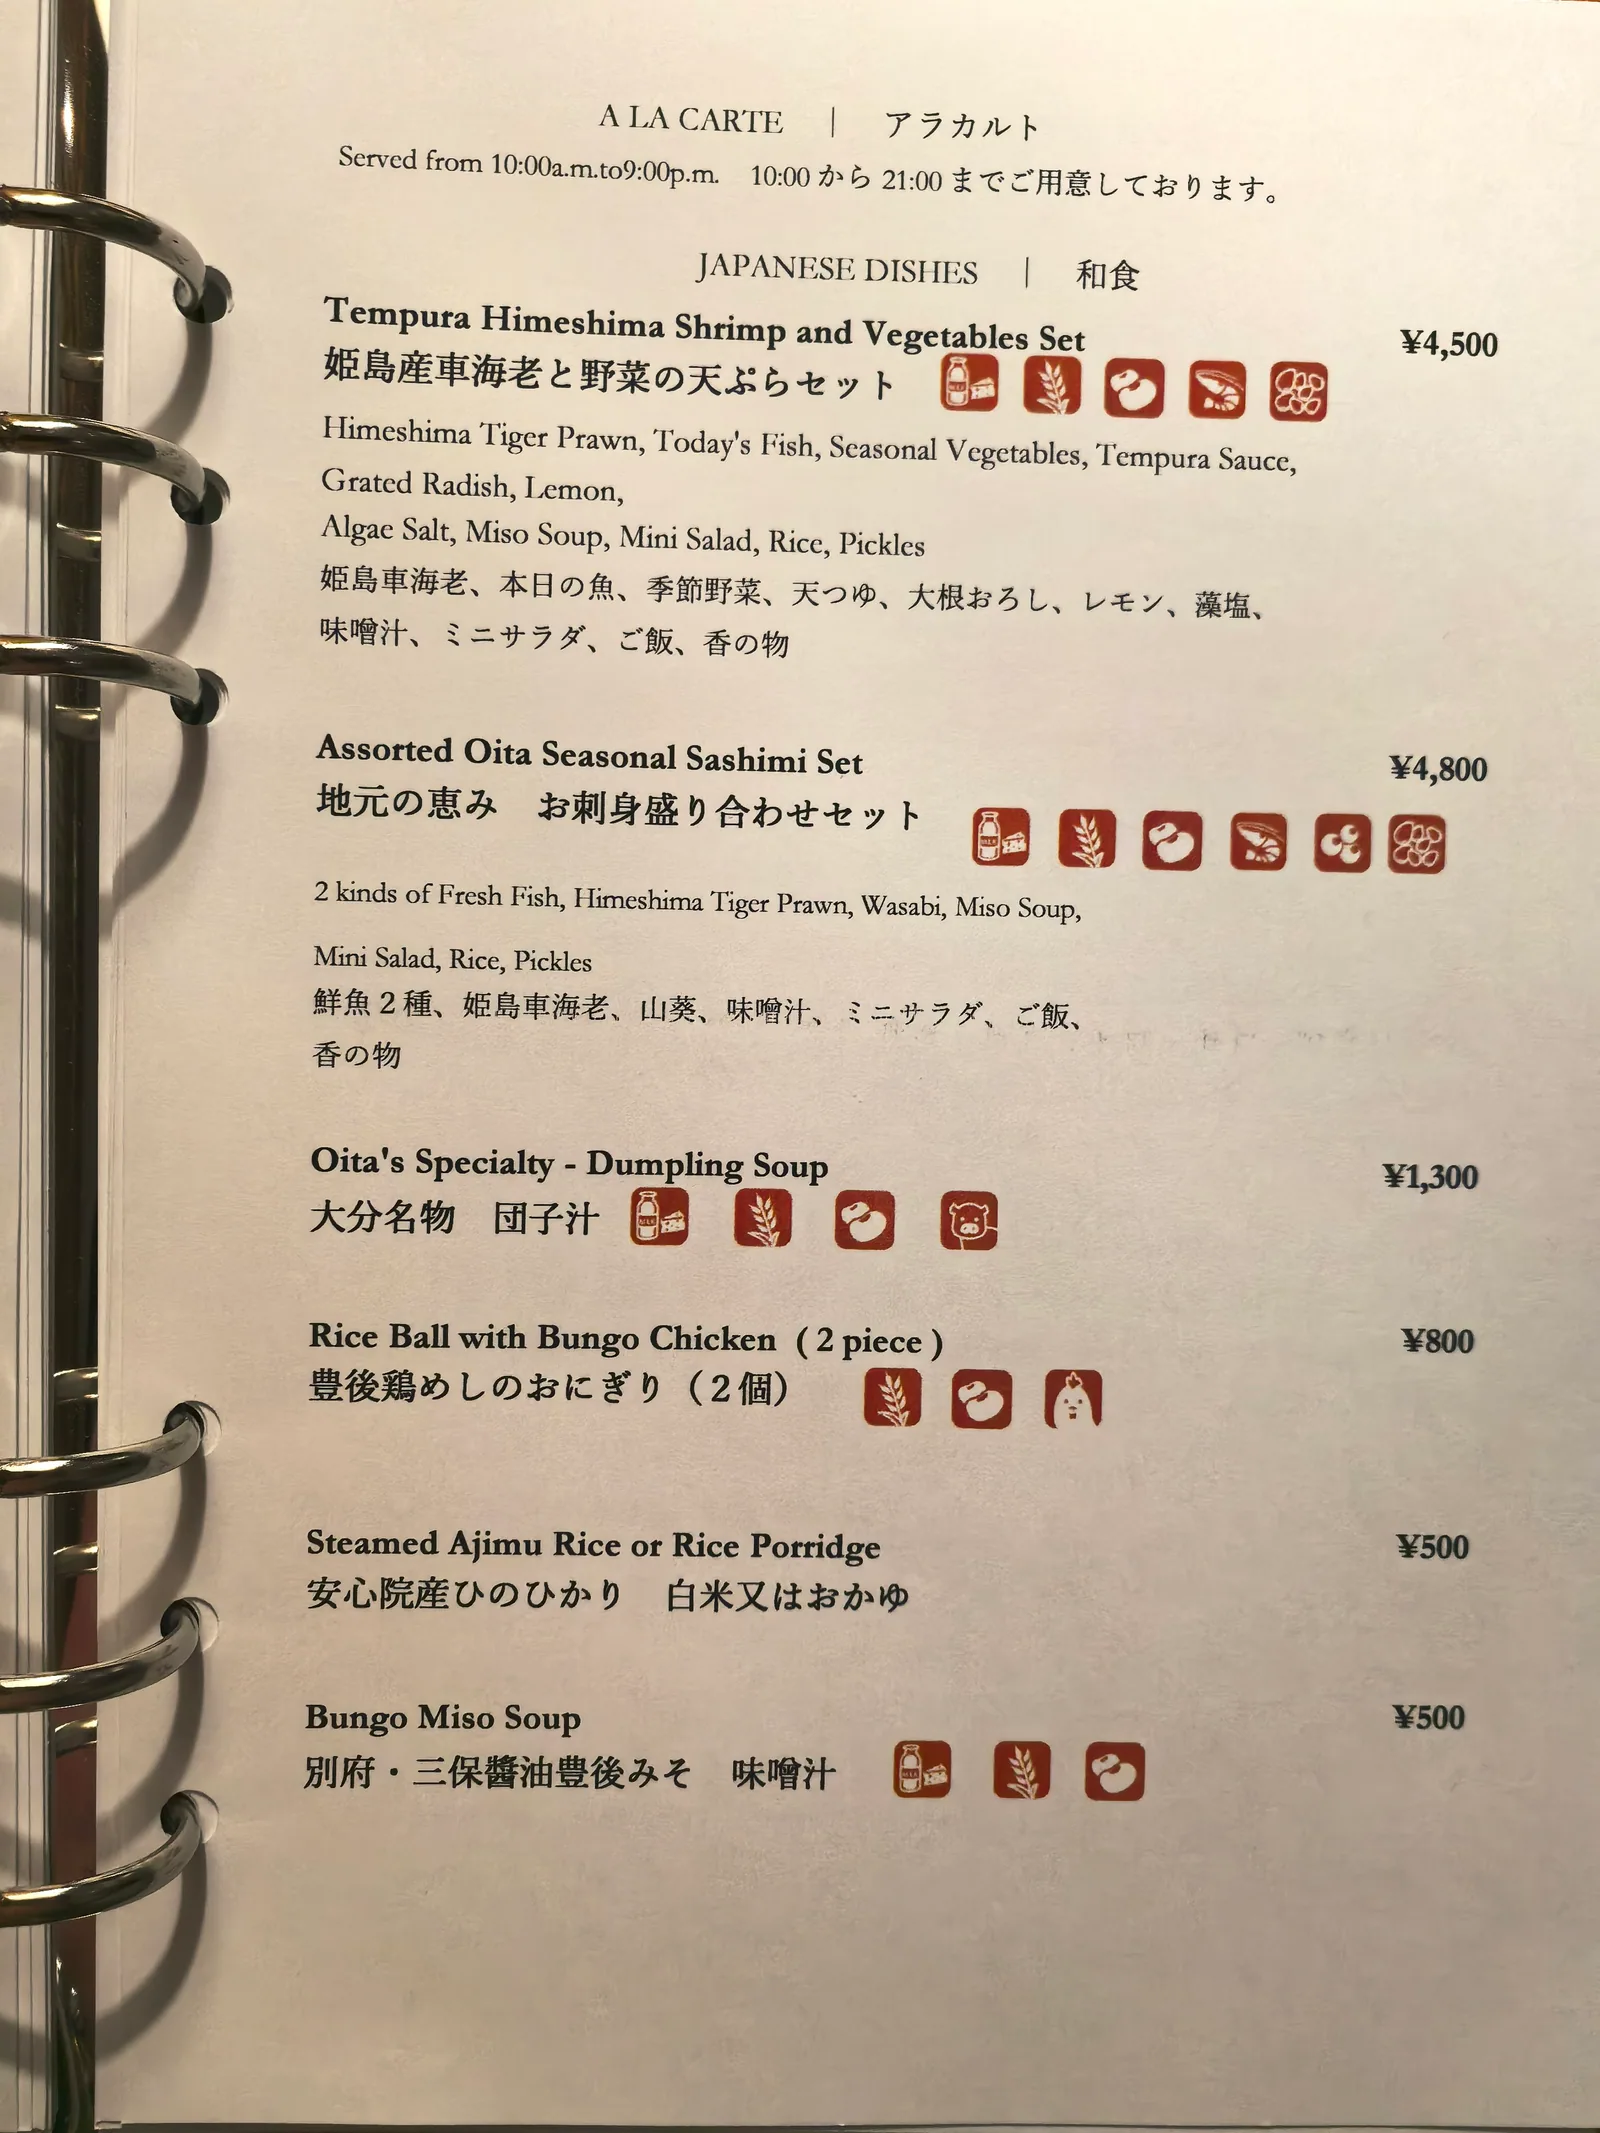 A LA CARTE | アラカルト
Served from 10:00a.m.to9:00p.m. 10:00 から 21:00 までご用意しております。
JAPANESE DISHES | 和食
Tempura Himeshima Shrimp and Vegetables Set ¥4,500
姫島産車海老と野菜の天ぷらセット
Himeshima Tiger Prawn, Today's Fish, Seasonal Vegetables, Tempura Sauce,
Grated Radish, Lemon,
Algae Salt, Miso Soup, Mini Salad, Rice, Pickles
姫島車海老、本日の魚、季節野菜、天つゆ、大根おろし、レモン、藻塩、
味噌汁、ミニサラダ、ご飯、香の物
Assorted Oita Seasonal Sashimi Set ¥4,800
地元の恵み お刺身盛り合わせセット
2 kinds of Fresh Fish, Himeshima Tiger Prawn, Wasabi, Miso Soup,
Mini Salad, Rice, Pickles
鮮魚２種、姫島車海老、山葵、味噌汁、ミニサラダ、ご飯、
香の物
Oita's Specialty - Dumpling Soup ¥1,300
大分名物 団子汁
Rice Ball with Bungo Chicken ( 2 piece ) ¥800
豊後鶏めしのおにぎり（２個）
Steamed Ajimu Rice or Rice Porridge ¥500
安心院産ひのひかり 白米又はおかゆ
Bungo Miso Soup ¥500
別府・三保醬油豊後みそ 味噌汁